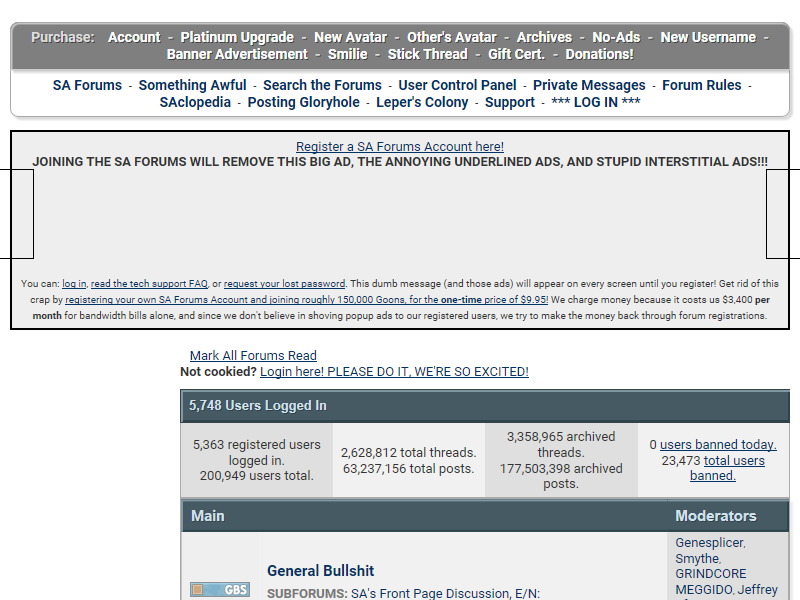 Purchase: Account - Platinum Upgrade - New Avatar - Other's Avatar - Archives - No-Ads - New Username -
Banner Advertisement - Smilie - Stick Thread - Gift Cert. - Donations!
SA Forums - Something Awful - Search the Forums - User Control Panel - Private Messages - Forum Rules -
SAclopedia - Posting Gloryhole - Leper's Colony - Support - *** LOG IN ***
Register a SA Forums Account here!
JOINING THE SA FORUMS WILL REMOVE THIS BIG AD, THE ANNOYING UNDERLINED ADS, AND STUPID INTERSTITIAL ADS!!!
You can: log in, read the tech support FAQ, or request your lost password. This dumb message (and those ads) will appear on every screen until you register! Get rid of this
crap by registering your own SA Forums Account and joining roughly 150,000 Goons, for the one-time price of $9.95! We charge money because it costs us $3,400 per
month for bandwidth bills alone, and since we don't believe in shoving popup ads to our registered users, we try to make the money back through forum registrations.
Mark All Forums Read
Not cookied? Login here! PLEASE DO IT, WE'RE SO EXCITED!
5,748 Users Logged In
5,363 registered users
logged in.
200,949 users total.
2,628,812 total threads.
63,237,156 total posts.
3,358,965 archived
threads.
177,503,398 archived
posts.
0 users banned today.
23,473 total users
banned.
Main
Moderators
GBS
General Bullshit
SUBFORUMS: SA's Front Page Discussion, E/N:
Genesplicer,
Smythe,
GRINDCORE
MEGGIDO, Jeffrey